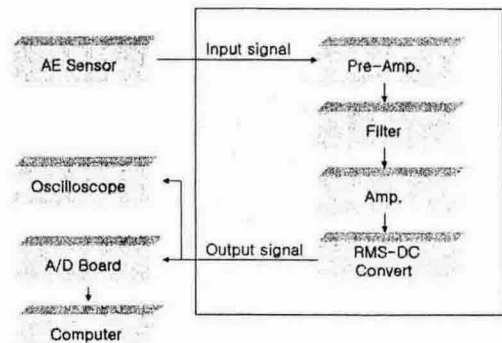 Input signal
AE Sensor
Pre-Amp.
Filter
Oscilloscope
Amp.
Output signal
A/D Board
RMS-DC
Convert
Computer